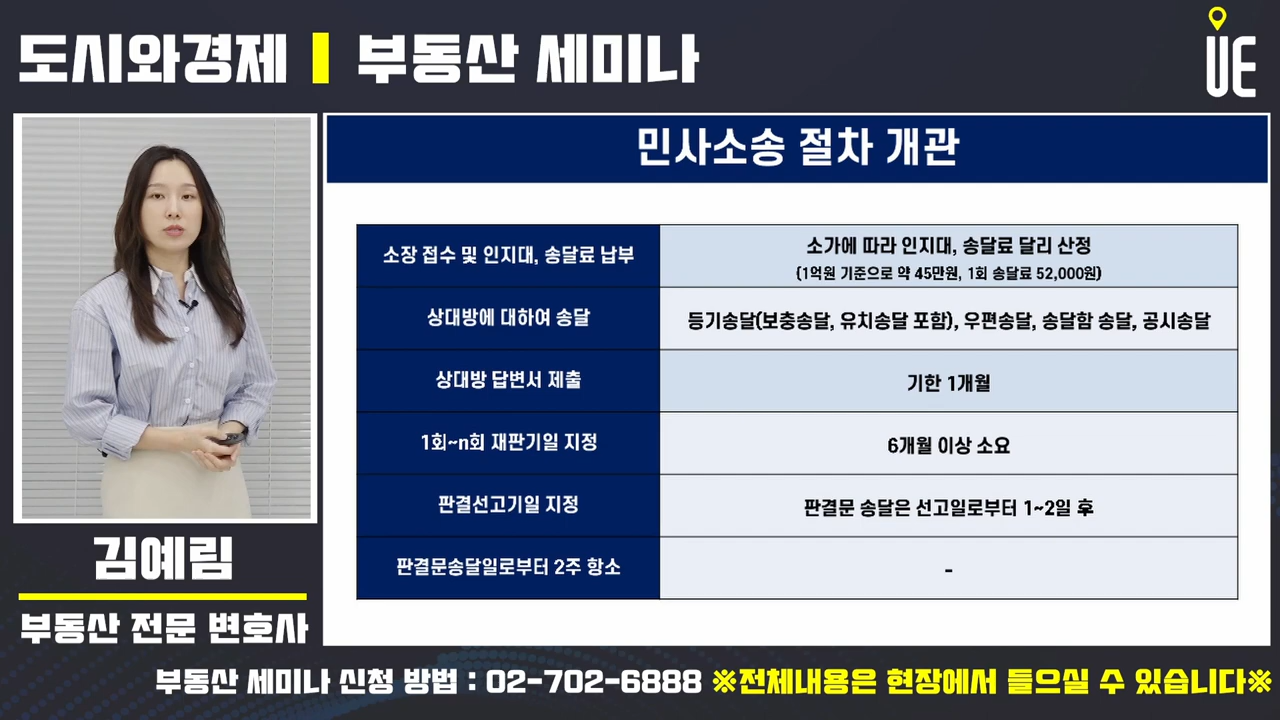 도시와경제 | 부동산 세미나
UE
민사소송 절차 개관
소장 접수 및 인지대, 송달료 납부
소가에 따라 인지대, 송달료 달리 산정
(1억원 기준으로 약 45만원, 1회 송달료 52,000원)
상대방에 대하여 송달
등기송달(보충송달, 유치송달 포함), 우편송달, 송달함 송달, 공시송달
상대방 답변서 제출
기한 1개월
1회~n회 재판기일 지정
6개월 이상 소요
판결선고기일 지정
판결문 송달은 선고일로부터 1~2일 후
판결문송달일로부터 2주 항소
-
김예림
부동산 전문 변호사
부동산 세미나 신청 방법 : 02-702-6888 ※전체내용은 현장에서 들으실 수 있습니다※